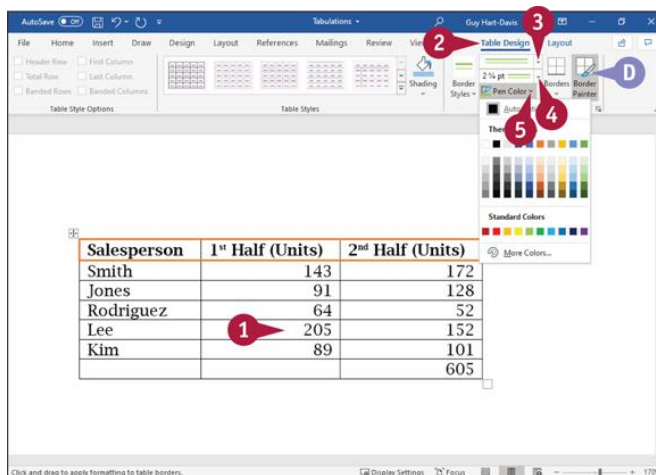 AutoSave Off Tabulations Guy Hart-Davis 3
File Home Insert Draw Design Layout References Mailings Review 2 Table Design Layout
Header Row First Column
Total Row Last Column
Banded Rows Banded Columns
Table Style Options
Table Styles
Shading
Border Styles
2 ¼ pt
Pen Color
Borders
Border Painter
D
5 4
Standard Colors
More Colors...
Salesperson 1st Half (Units) 2nd Half (Units)
Smith 143 172
Jones 91 128
Rodriguez 64 52
Lee 1 205 152
Kim 89 101
605
Click and drag to apply formatting to table borders. Display Settings Focus